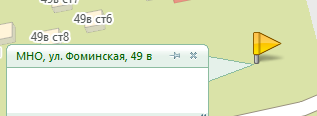 49в ст7
49в ст6
49в ст8
МНО, ул. Фоминская, 49 в